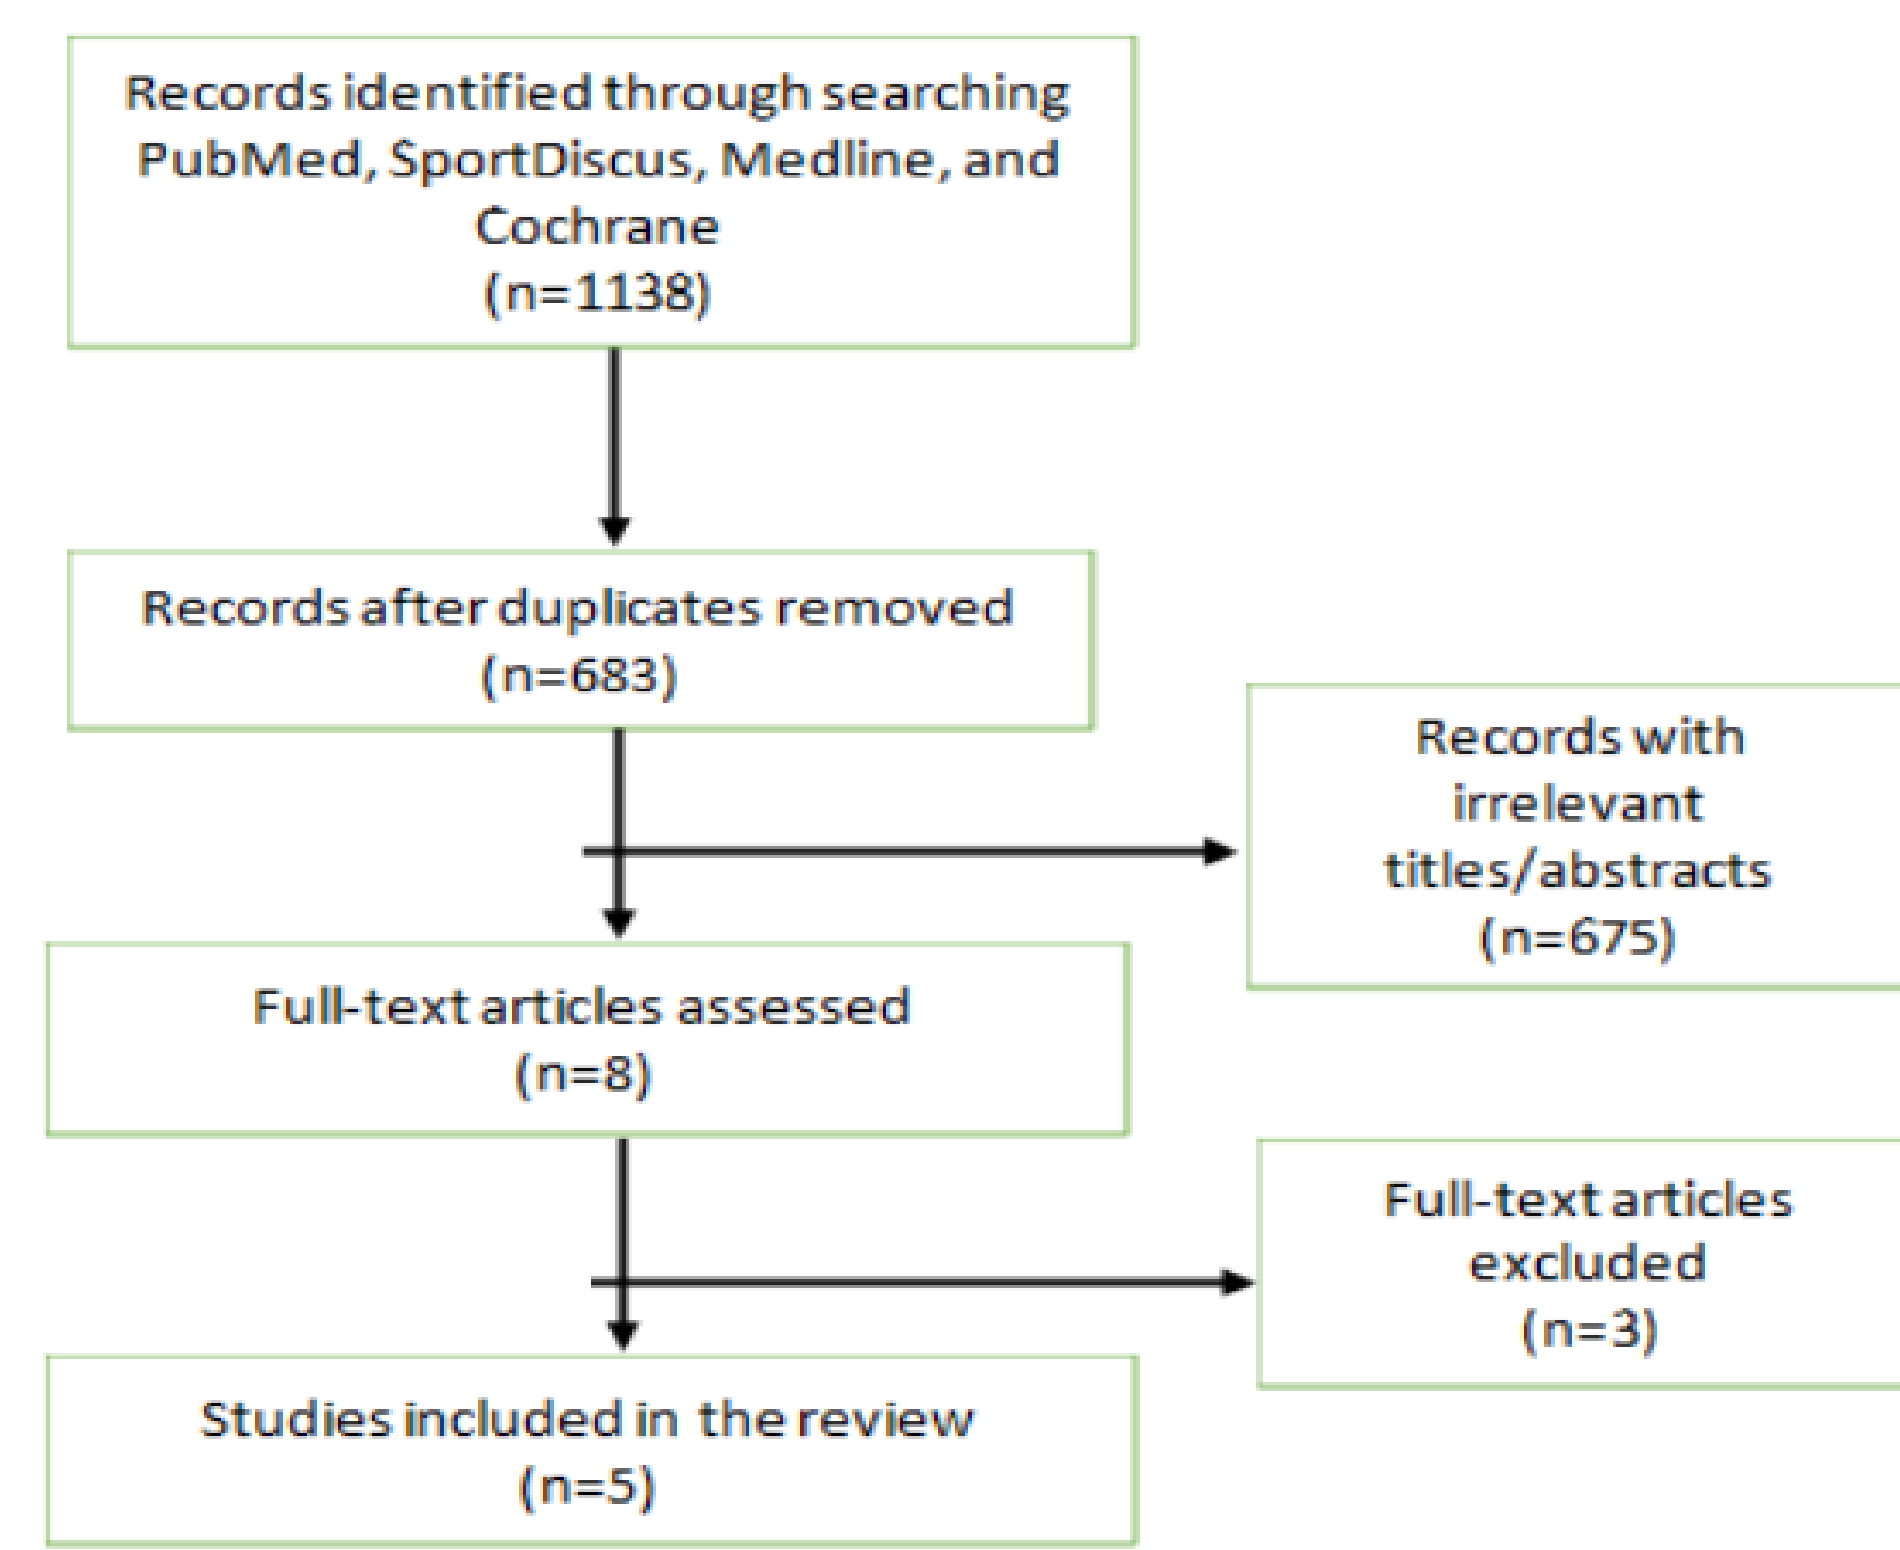 Records identified through searching
PubMed, SportDiscus, Medline, and
Cochrane
(n=1138)
Records after duplicates removed
(n=683)
Records with
irrelevant
titles/abstracts
(n=675)
Full-text articles assessed
(n=8)
Full-text articles
excluded
(n=3)
Studies included in the review
(n=5)